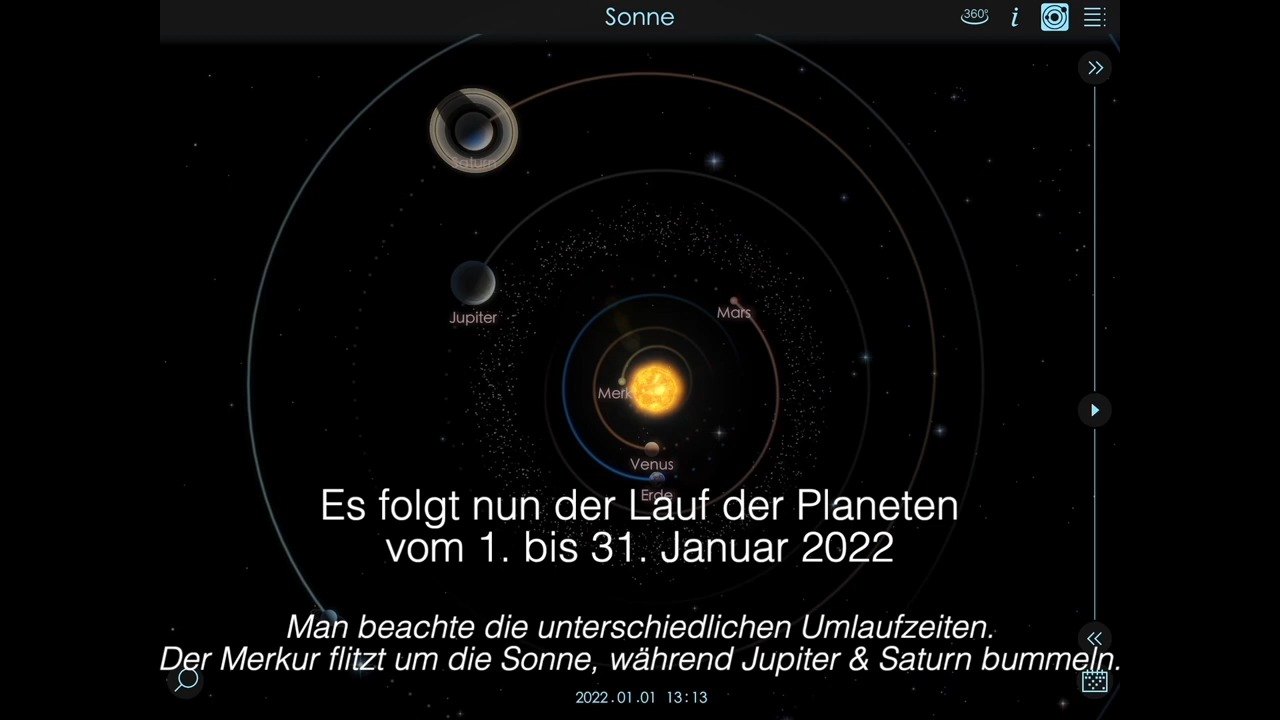 Sonne
360°
i
Saturn
Jupiter
Mars
Merk
Venus
Erde
Es folgt nun der Lauf der Planeten
vom 1. bis 31. Januar 2022
Man beachte die unterschiedlichen Umlaufzeiten.
Der Merkur flitzt um die Sonne, während Jupiter & Saturn bummeln.
2022.01.01 13:13